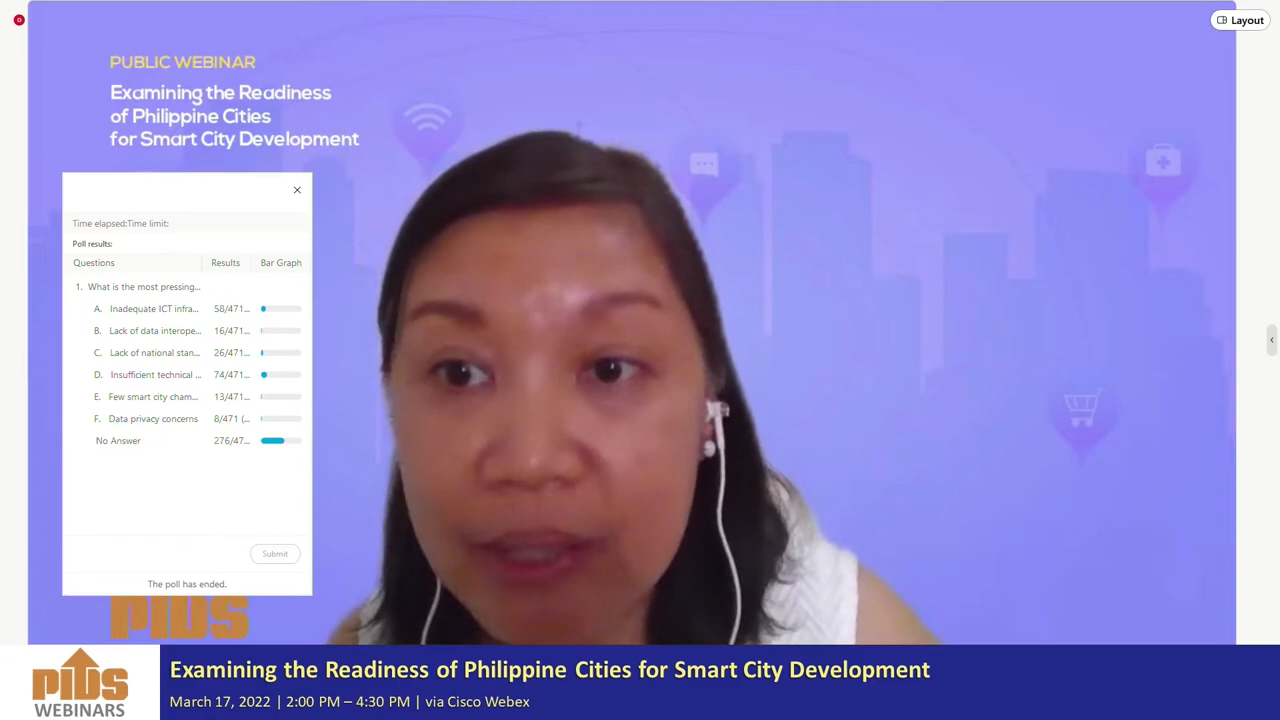 Layout
PUBLIC WEBINAR
Examining the Readiness
of Philippine Cities
for Smart City Development
Time elapsed:Time limit:
Poll results:
Questions Results Bar Graph
1. What is the most pressing...
A. Inadequate ICT infra... 58/471...
B. Lack of data interope... 16/471...
C. Lack of national stan... 26/471...
D. Insufficient technical ... 74/471...
E. Few smart city cham... 13/471...
F. Data privacy concerns 8/471 (...
No Answer 276/47...
Submit
The poll has ended.
PIDS
PIDS
WEBINARS
Examining the Readiness of Philippine Cities for Smart City Development
March 17, 2022 | 2:00 PM – 4:30 PM | via Cisco Webex